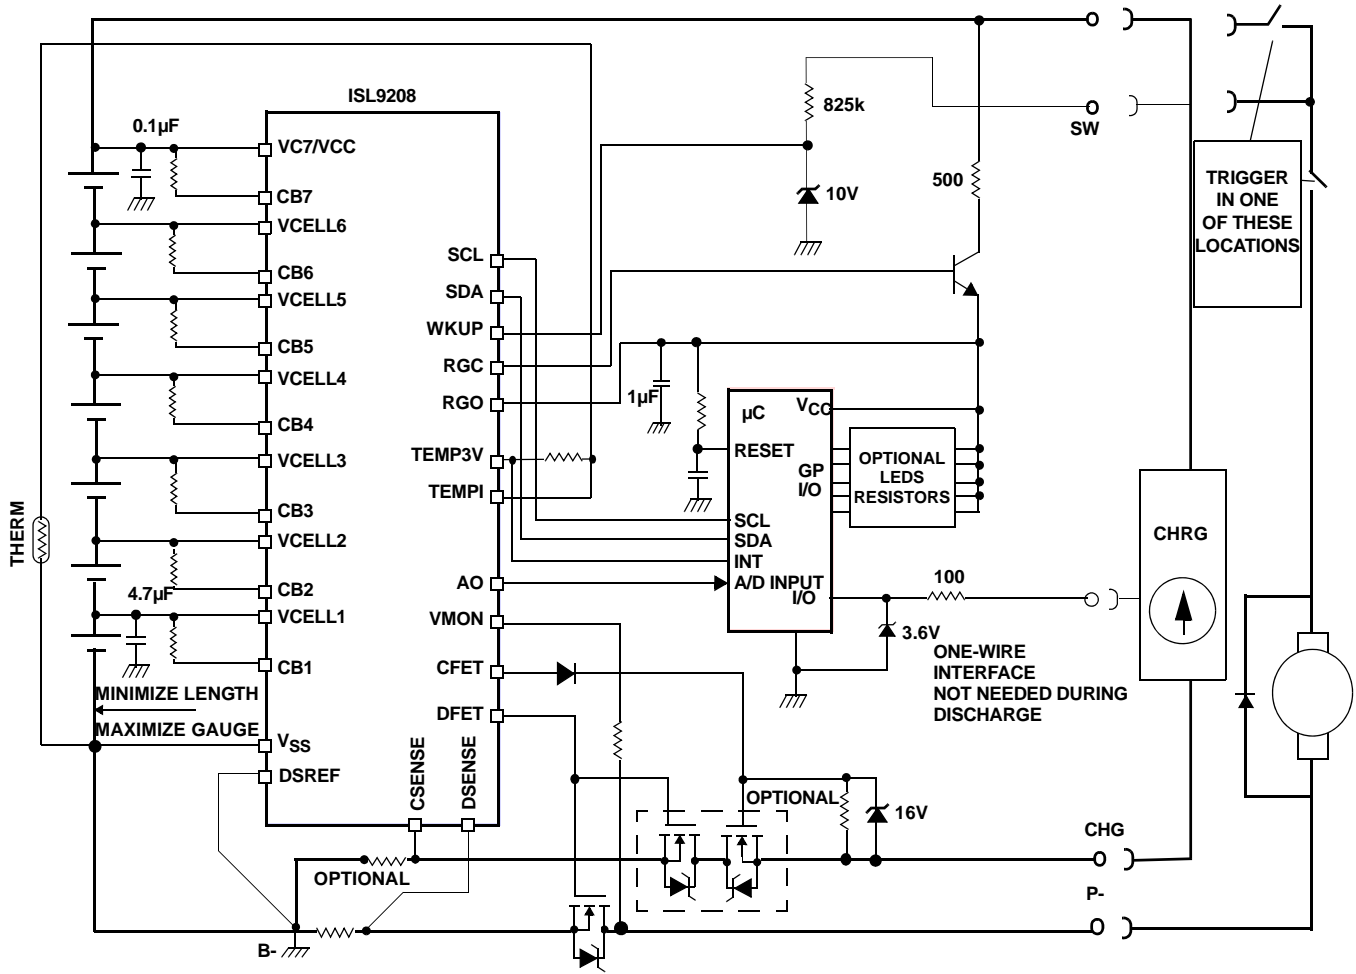 ISL9208
0.1µF
VC7/VCC
CB7
VCELL6
CB6
VCELL5
CB5
VCELL4
CB4
VCELL3
CB3
VCELL2
CB2
4.7µF
VCELL1
CB1
THERM
MINIMIZE LENGTH
MAXIMIZE GAUGE
VSS
DSREF
CSENSE
DSENSE
SCL
SDA
WKUP
RGC
RGO
TEMP3V
TEMPI
AO
VMON
CFET
DFET
825k
10V
500
SW
TRIGGER
IN ONE
OF THESE
LOCATIONS
1µF
µC
VCC
RESET
GP
I/O
SCL
SDA
INT
A/D INPUT
I/O
OPTIONAL
LEDS
RESISTORS
100
3.6V
ONE-WIRE
INTERFACE
NOT NEEDED DURING
DISCHARGE
CHRG
OPTIONAL
16V
CHG
P-
OPTIONAL
B-